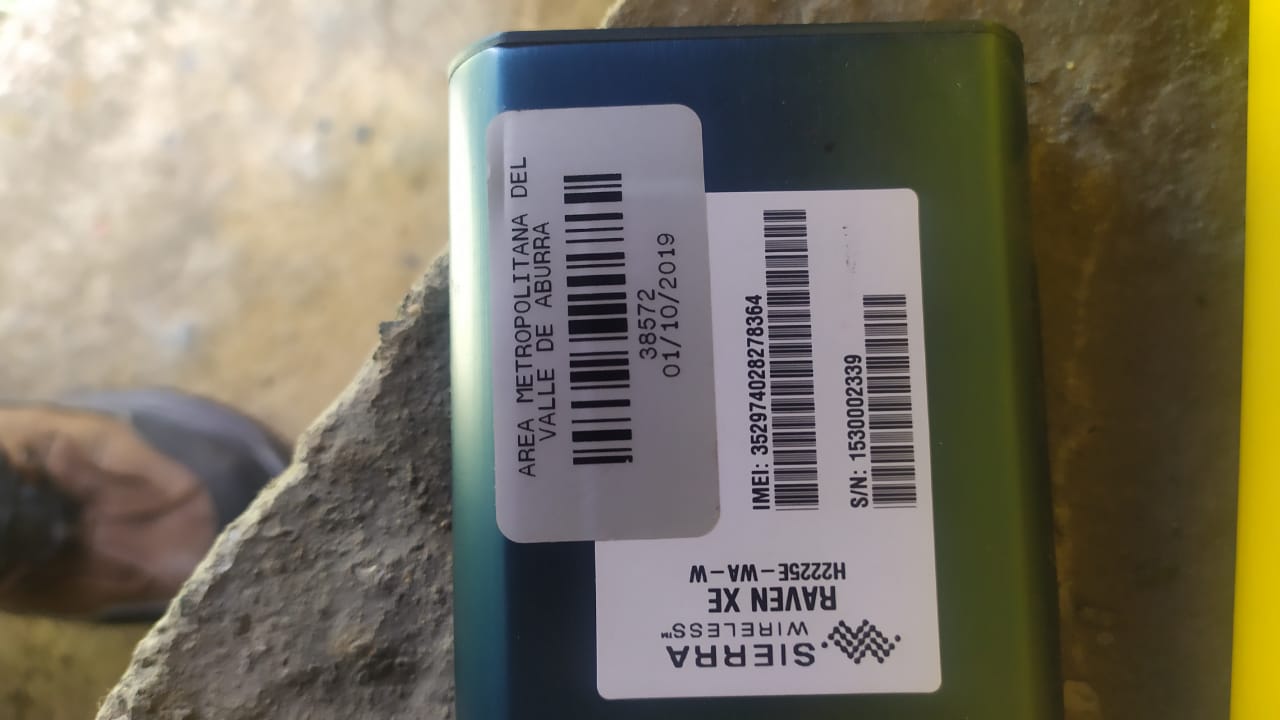 AREA METROPOLITANA DEL
VALLE DE ABURRA
38572
01/10/2019
IMEI: 352974028278364
S/N: 1530002339
SIERRA
WIRELESS™
RAVEN XE
H2225E-WA-W